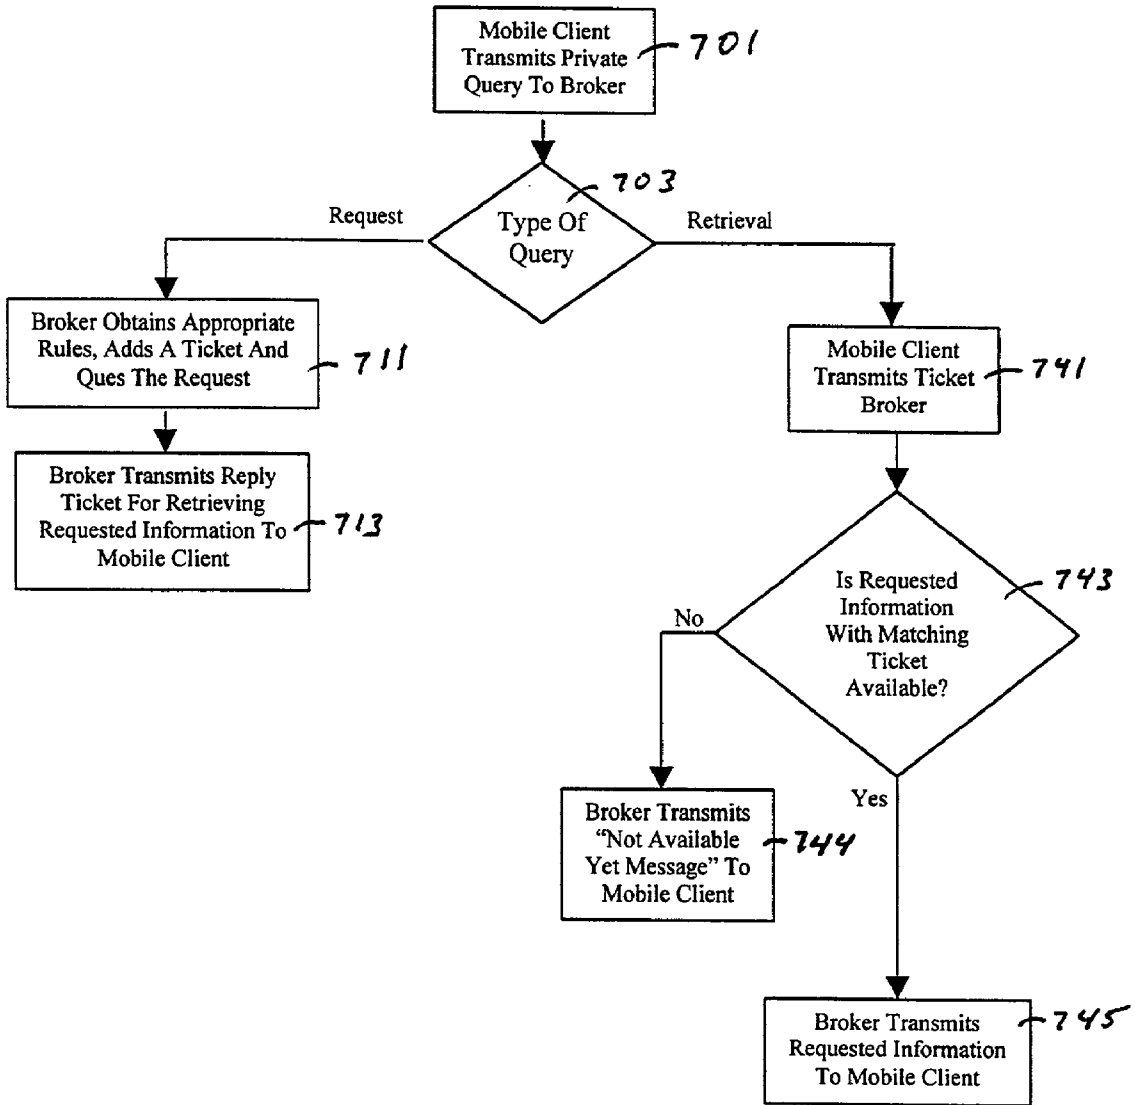 Mobile Client
Transmits Private
Query To Broker
701
703
Type Of
Query
Request
Retrieval
Broker Obtains Appropriate
Rules, Adds A Ticket And
Ques The Request
711
Mobile Client
Transmits Ticket
Broker
741
Broker Transmits Reply
Ticket For Retrieving
Requested Information To
Mobile Client
713
Is Requested
Information
With Matching
Ticket
Available?
743
No
Yes
Broker Transmits
“Not Available
Yet Message” To
Mobile Client
744
Broker Transmits
Requested Information
To Mobile Client
745